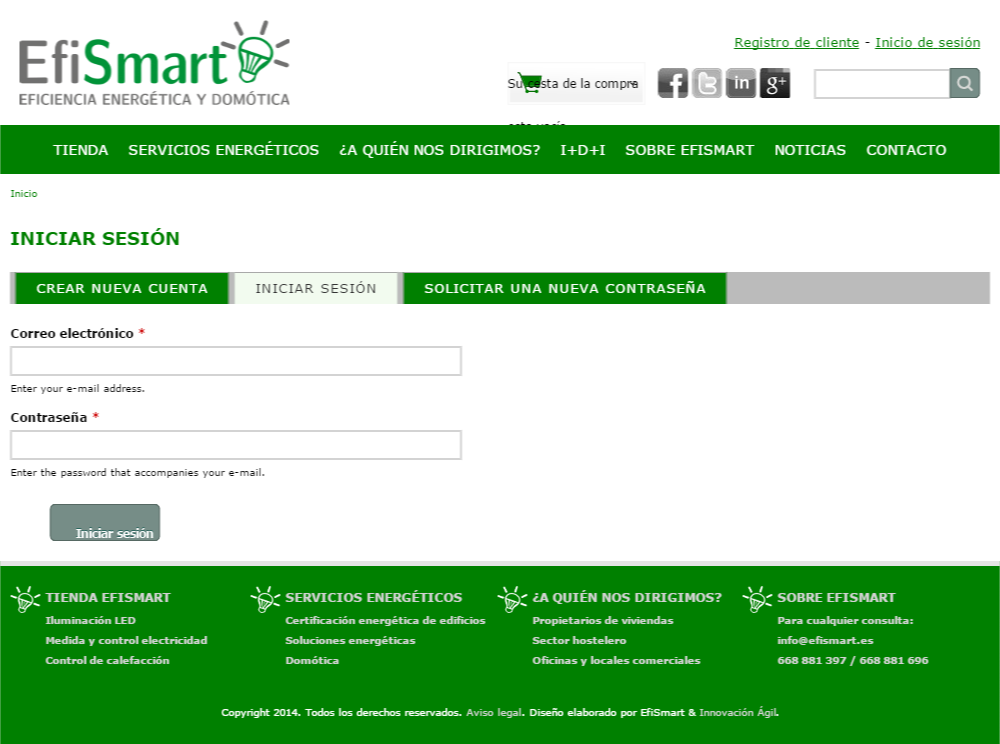 EfiSmart
EFICIENCIA ENERGÉTICA Y DOMÓTICA
Registro de cliente - Inicio de sesión
Su cesta de la compra
in g+
TIENDA SERVICIOS ENERGÉTICOS ¿A QUIÉN NOS DIRIGIMOS? I+D+I SOBRE EFISMART NOTICIAS CONTACTO
Inicio
INICIAR SESIÓN
CREAR NUEVA CUENTA INICIAR SESIÓN SOLICITAR UNA NUEVA CONTRASEÑA
Correo electrónico *
Enter your e-mail address.
Contraseña *
Enter the password that accompanies your e-mail.
Iniciar sesión
TIENDA EFISMART
Iluminación LED
Medida y control electricidad
Control de calefacción
SERVICIOS ENERGÉTICOS
Certificación energética de edificios
Soluciones energéticas
Domótica
¿A QUIÉN NOS DIRIGIMOS?
Propietarios de viviendas
Sector hostelero
Oficinas y locales comerciales
SOBRE EFISMART
Para cualquier consulta:
info@efismart.es
668 881 397 / 668 881 696
Copyright 2014. Todos los derechos reservados. Aviso legal. Diseño elaborado por EfiSmart & Innovación Ágil.